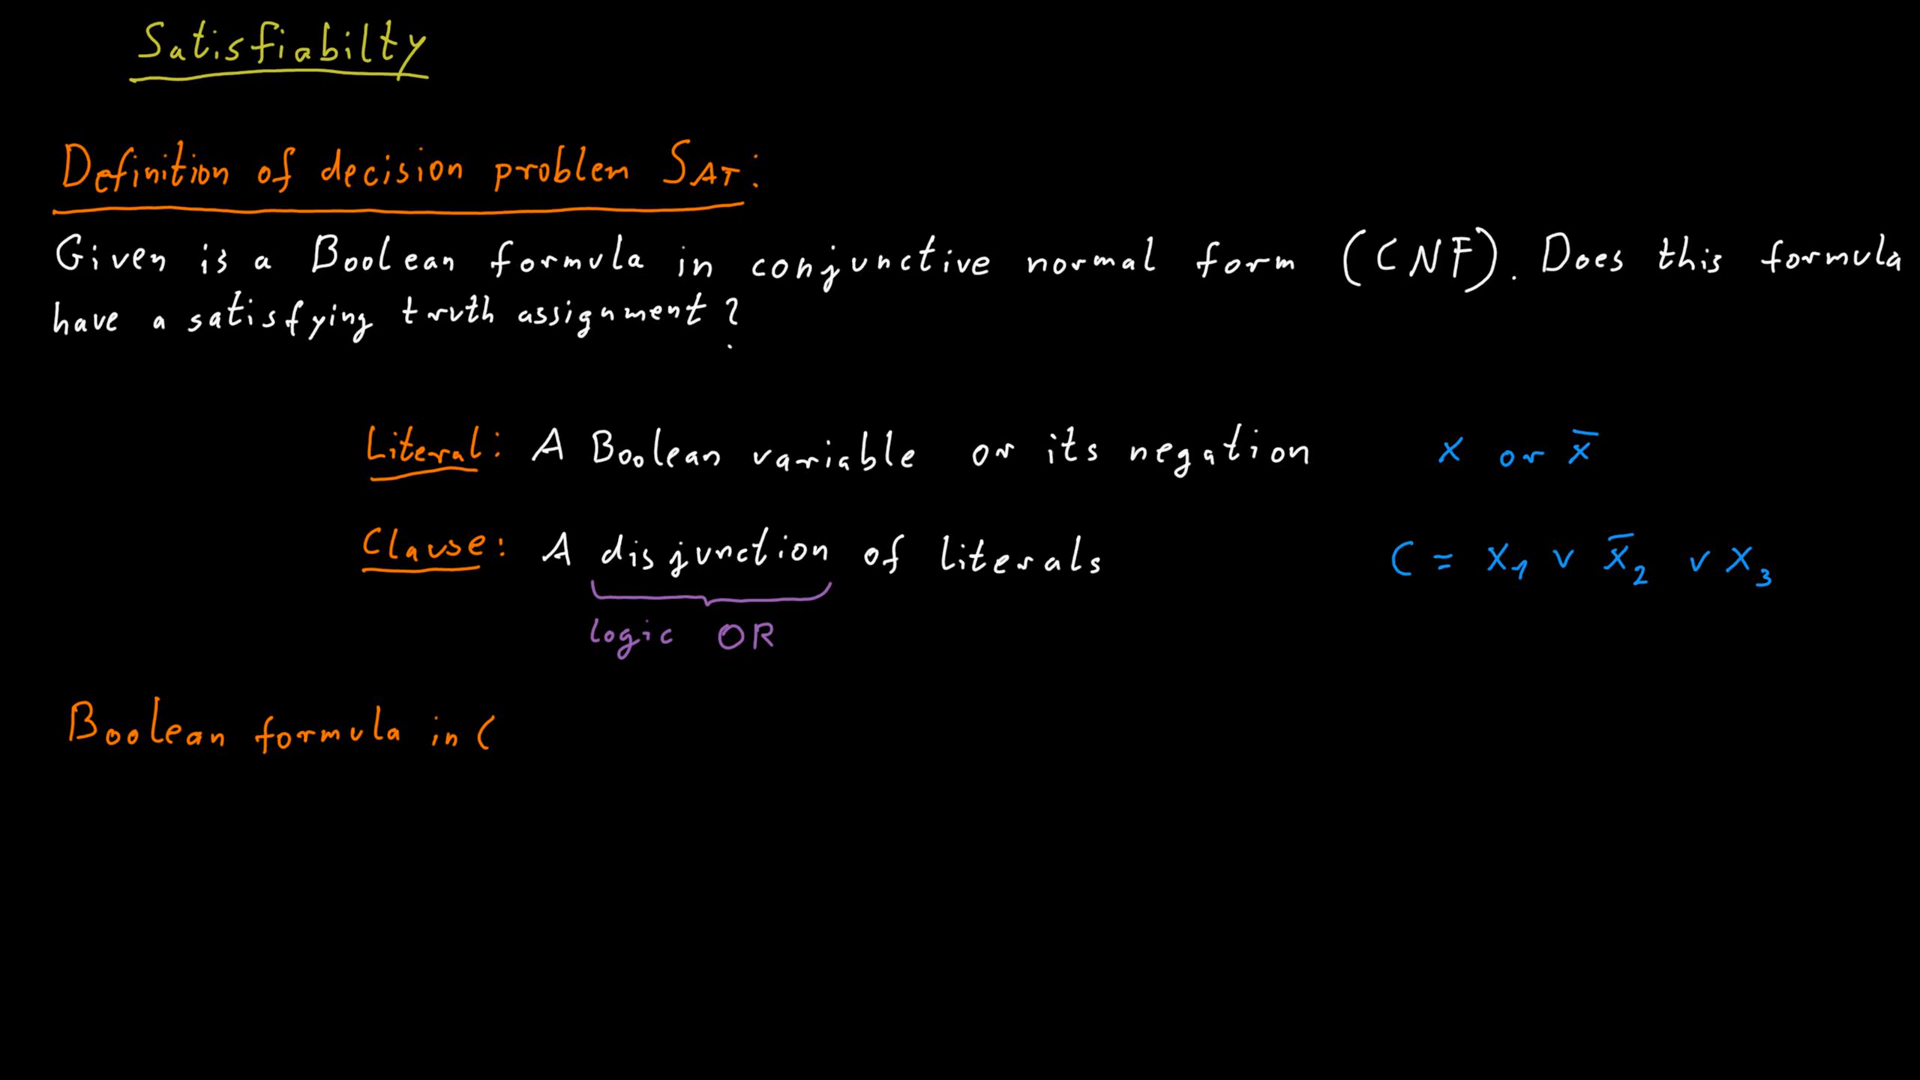 Satisfiabilty
Definition of decision problem SAT:
Given is a Boolean formula in conjunctive normal form (CNF). Does this formula
have a satisfying truth assignment?
Literal: A Boolean variable or its negation x or x̅
Clause: A disjunction of literals C = x₁ ∨ x̅₂ ∨ x₃
logic OR
Boolean formula in C